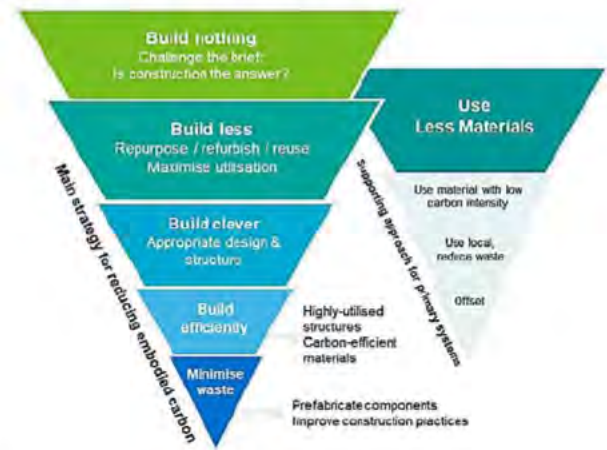 Build nothing
Challenge the brief:
Is construction the answer?
Build less
Repurpose / refurbish / reuse
Maximise utilisation
Build clever
Appropriate design &
structure
Build
efficiency
Minimise
waste
Main strategy for reducing embodied carbon
Highly-utilised
structures
Carbon-efficient
materials
Prefabricate components
Improve construction practices
Use
Less Materials
Use material with low
carbon intensity
Use local,
reduce waste
Offset
Supporting approach for primary systems